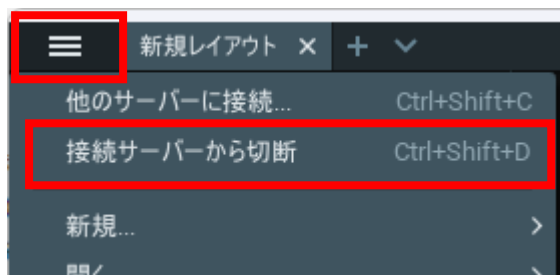 新規レイアウト × + ∨
他のサーバーに接続... Ctrl+Shift+C
接続サーバーから切断 Ctrl+Shift+D
新規... >